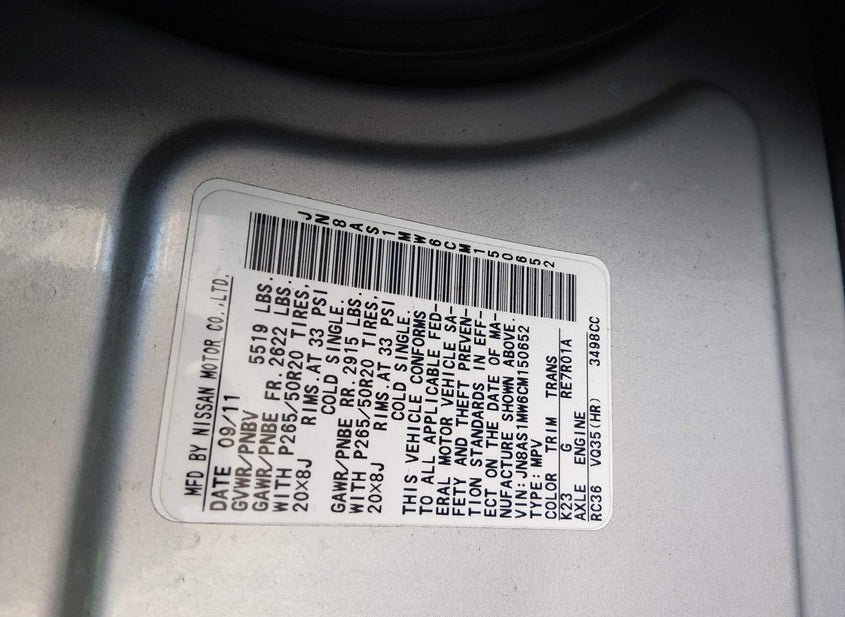 MFD BY NISSAN MOTOR CO.,LTD.
DATE 09/11
GVWR/PNBV 5519 LBS.
GAWR/PNBE FR. 2622 LBS.
WITH P265/50R20 TIRES,
20X8J RIMS. AT 33 PSI
COLD SINGLE.
GAWR/PNBE RR. 2915 LBS.
WITH P265/50R20 TIRES,
20X8J RIMS. AT 33 PSI
COLD SINGLE.
THIS VEHICLE CONFORMS
TO ALL APPLICABLE FED-
ERAL MOTOR VEHICLE SA-
FETY AND THEFT PREVEN-
TION STANDARDS IN EFF-
ECT ON THE DATE OF MA-
NUFACTURE SHOWN ABOVE.
VIN:JN8AS1MW6CM150652
TYPE:MPV
COLOR TRIM TRANS
K23 G RE7R01A
AXLE ENGINE
RC36 VQ35(HR) 3498CC
JN8AS1MW6CM150652